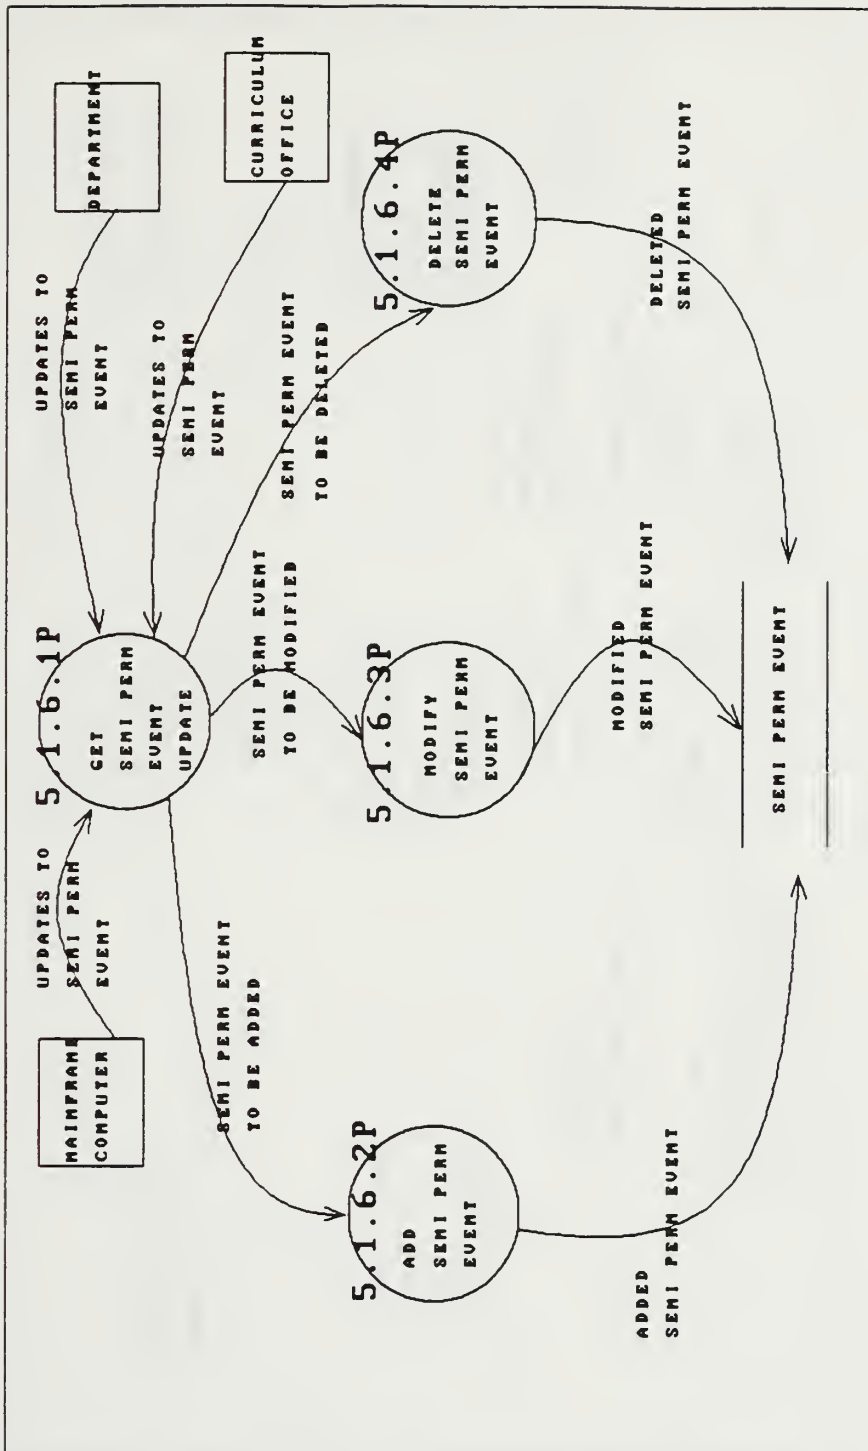 UPDATES TO
SEMI PERM
EVENT
MAINFRAME
COMPUTER
5.1.6.1P
GET
SEMI PERM
EVENT
UPDATE
UPDATES TO
SEMI PERM
EVENT
DEPARTMENT
UPDATES TO
SEMI PERM
EVENT
CURRICULUM
OFFICE
SEMI PERM EVENT
TO BE ADDED
SEMI PERM EVENT
TO BE MODIFIED
SEMI PERM EVENT
TO BE DELETED
5.1.6.2P
ADD
SEMI PERM
EVENT
5.1.6.3P
MODIFY
SEMI PERM
EVENT
5.1.6.4P
DELETE
SEMI PERM
EVENT
ADDED
SEMI PERM EVENT
MODIFIED
SEMI PERM EVENT
DELETED
SEMI PERM EVENT
SEMI PERM EVENT